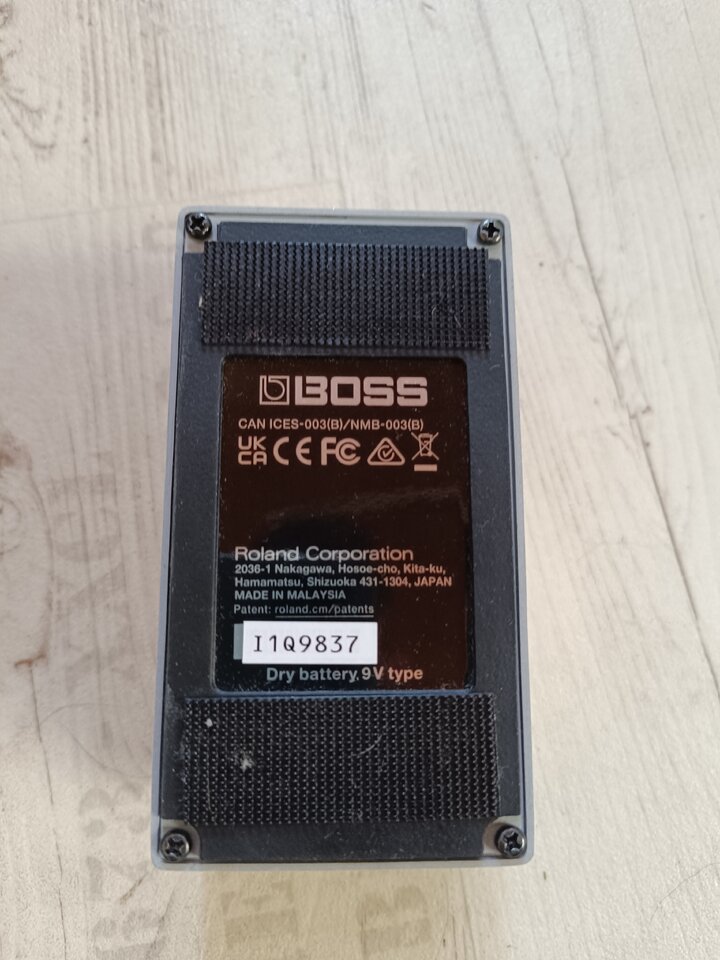 BOSS
CAN ICES-003(B)/NMB-003(B)
UK
CA CE FC
Roland Corporation
2036-1 Nakagawa, Hosoe-cho, Kita-ku,
Hamamatsu, Shizuoka 431-1304, JAPAN
MADE IN MALAYSIA
Patent: roland.cm/patents
I1Q9837
Dry battery 9V type